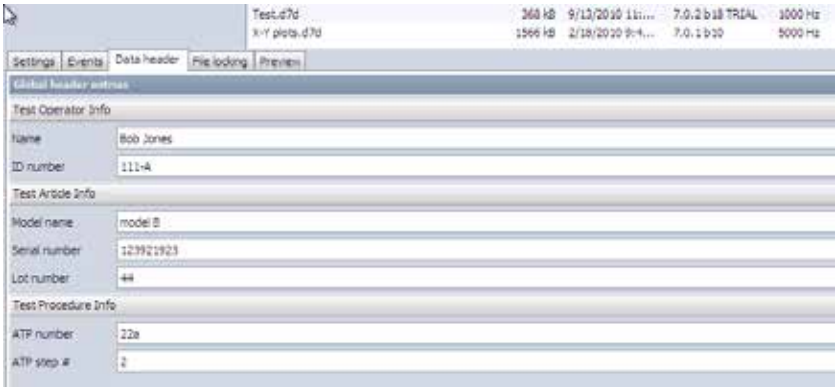 Test.d7d 368 kB 9/13/2010 11:... 7.0.2 b18 TRIAL 1000 Hz
X-Y plots.d7d 1566 kB 2/18/2010 9:4... 7.0.1 b10 5000 Hz
Settings Events Data header File locking Preview
Global header entries
Test Operator Info
Name Bob Jones
ID number 111-A
Test Article Info
Model name model B
Serial number 123921923
Lot number 44
Test Procedure Info
ATP number 22a
ATP step # 2